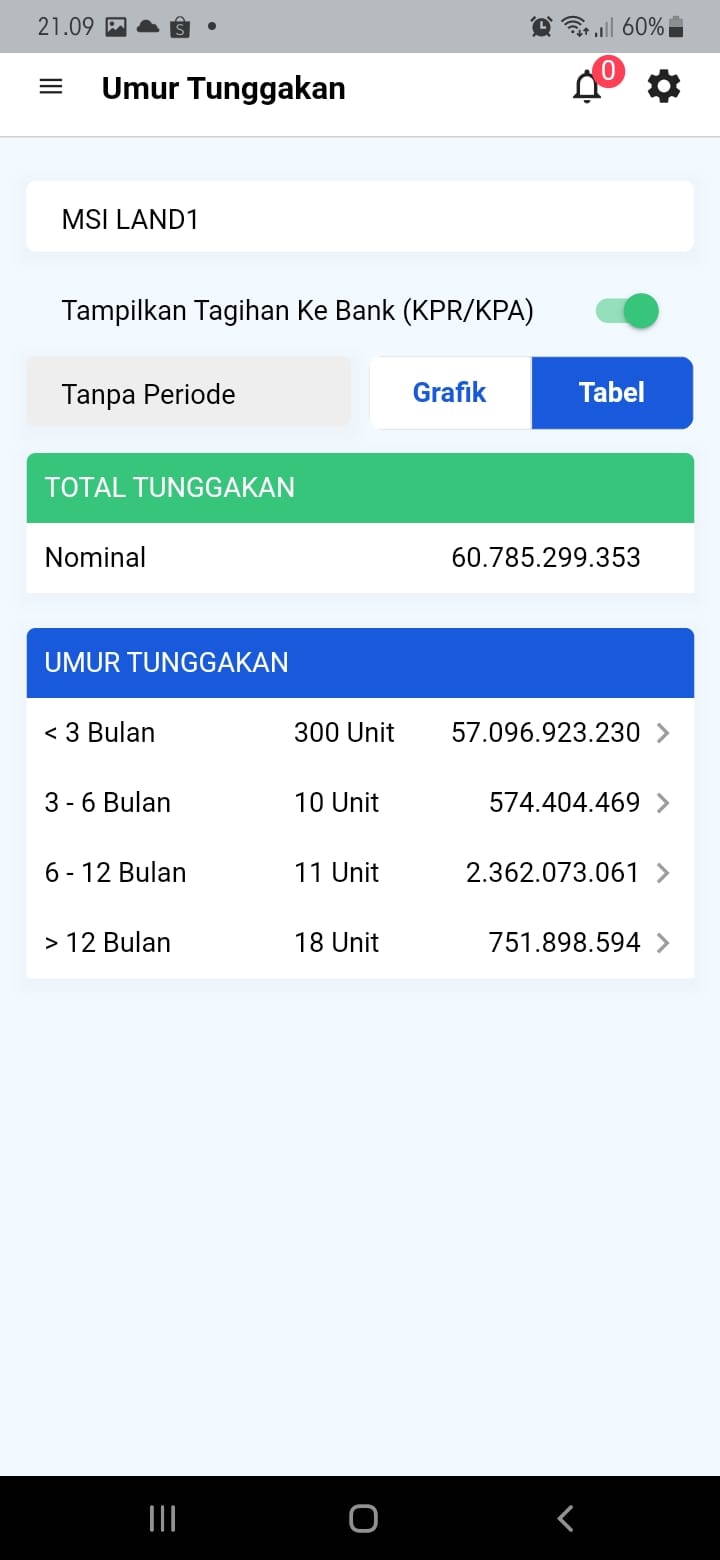 21.09 60%
Umur Tunggakan 0
MSI LAND1
Tampilkan Tagihan Ke Bank (KPR/KPA)
Tanpa Periode Grafik Tabel
TOTAL TUNGGAKAN
Nominal 60.785.299.353
UMUR TUNGGAKAN
< 3 Bulan 300 Unit 57.096.923.230
3 - 6 Bulan 10 Unit 574.404.469
6 - 12 Bulan 11 Unit 2.362.073.061
> 12 Bulan 18 Unit 751.898.594